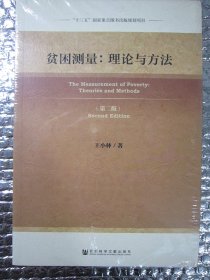 “十二五”国家重点图书出版规划项目
贫困测量：理论与方法
The Measurement of Poverty:
Theories and Methods
（第二版）
Second Edition
王小林／著
社会科学文献出版社